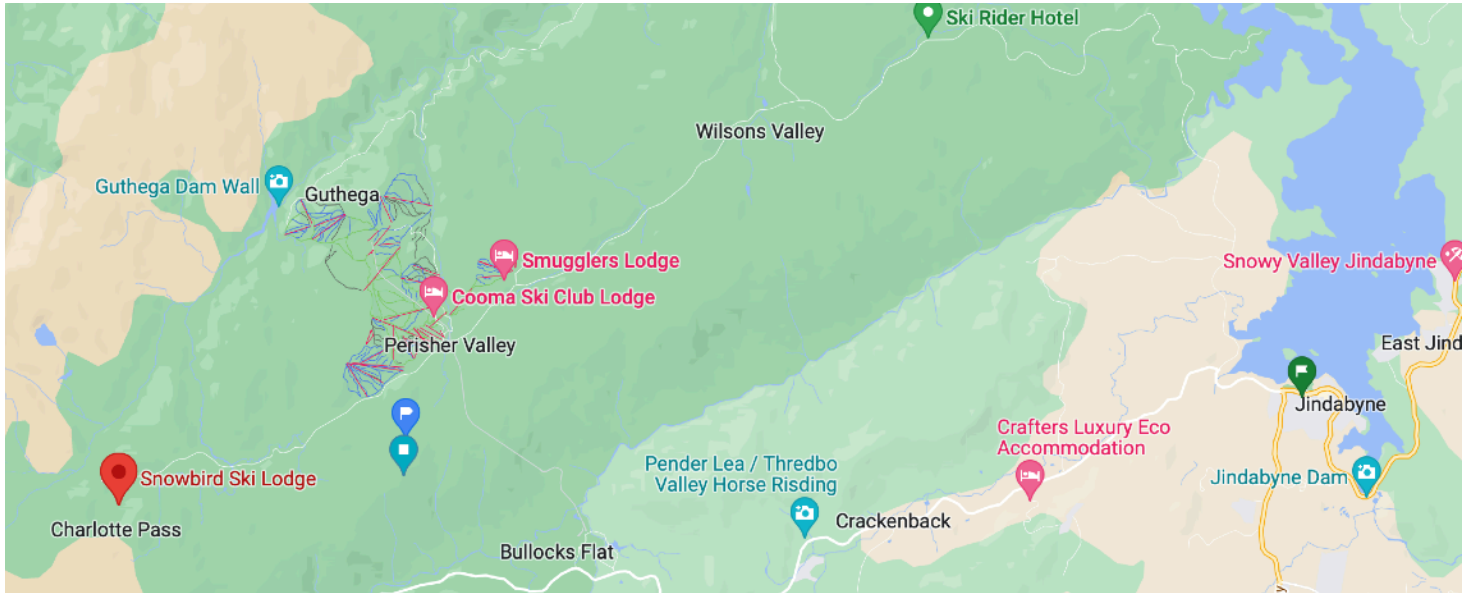 Ski Rider Hotel
Wilsons Valley
Guthega Dam Wall
Guthega
Smugglers Lodge
Snowy Valley Jindabyne
Cooma Ski Club Lodge
Perisher Valley
East Jind
Jindabyne
Crafters Luxury Eco
Accommodation
Pender Lea / Thredbo
Valley Horse Risding
Snowbird Ski Lodge
Jindabyne Dam
Charlotte Pass
Crackenback
Bullocks Flat
y